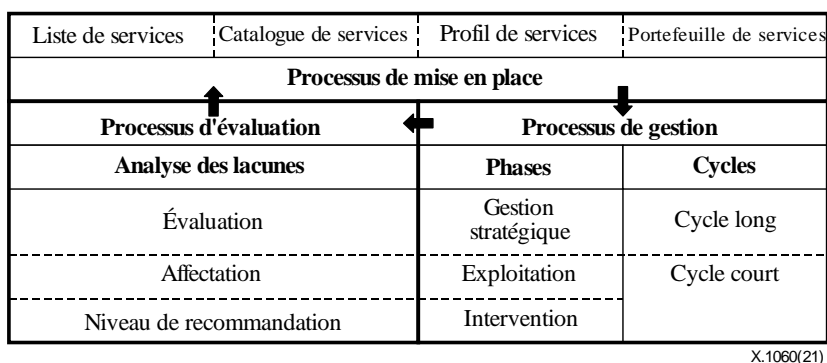 Liste de services Catalogue de services Profil de services Portefeuille de services
Processus de mise en place
Processus d'évaluation Processus de gestion
Analyse des lacunes Phases Cycles
Évaluation Gestion stratégique Cycle long
Affectation Exploitation Cycle court
Niveau de recommandation Intervention
X.1060(21)